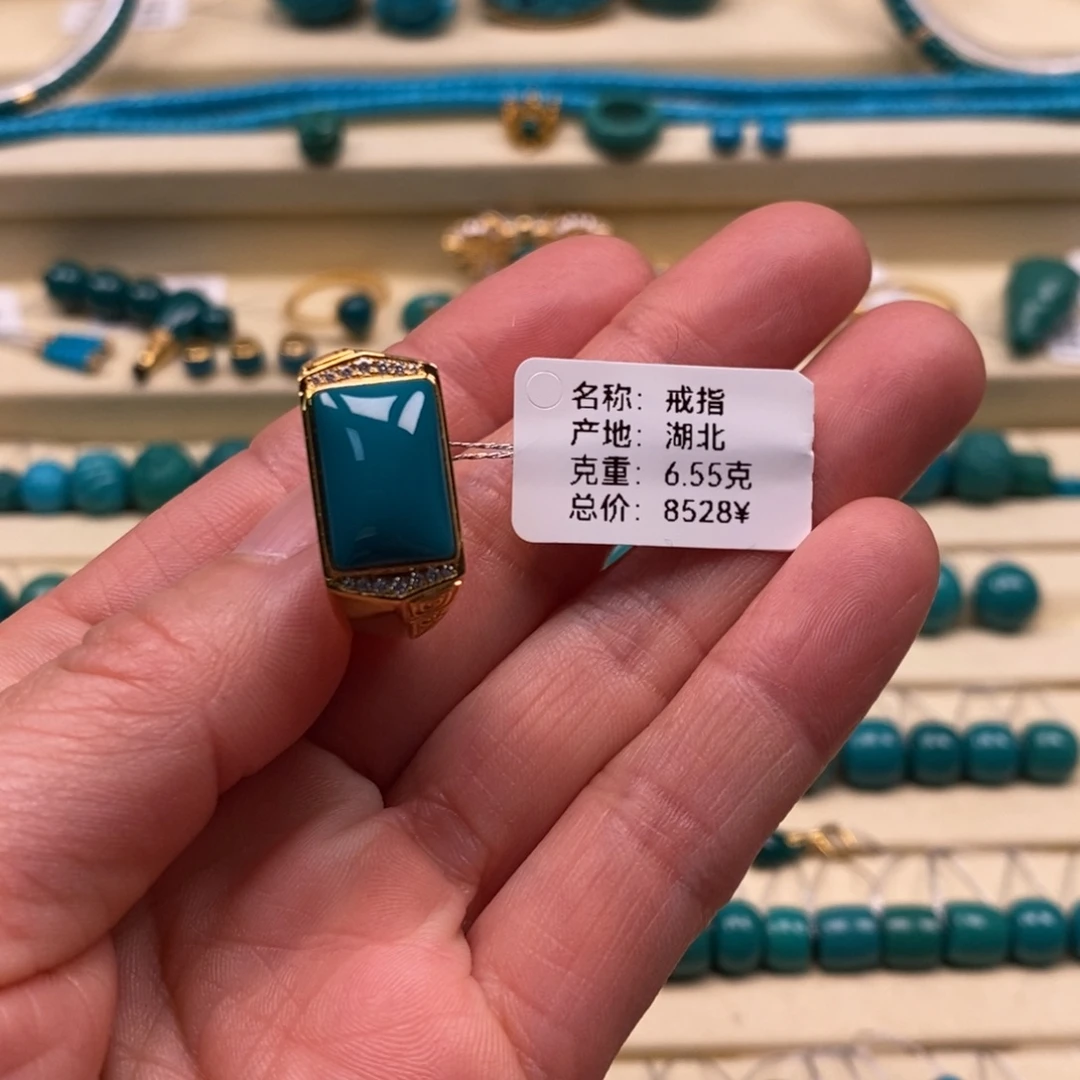 名称: 戒指
产地: 湖北
克重: 6.55克
总价: 8528¥